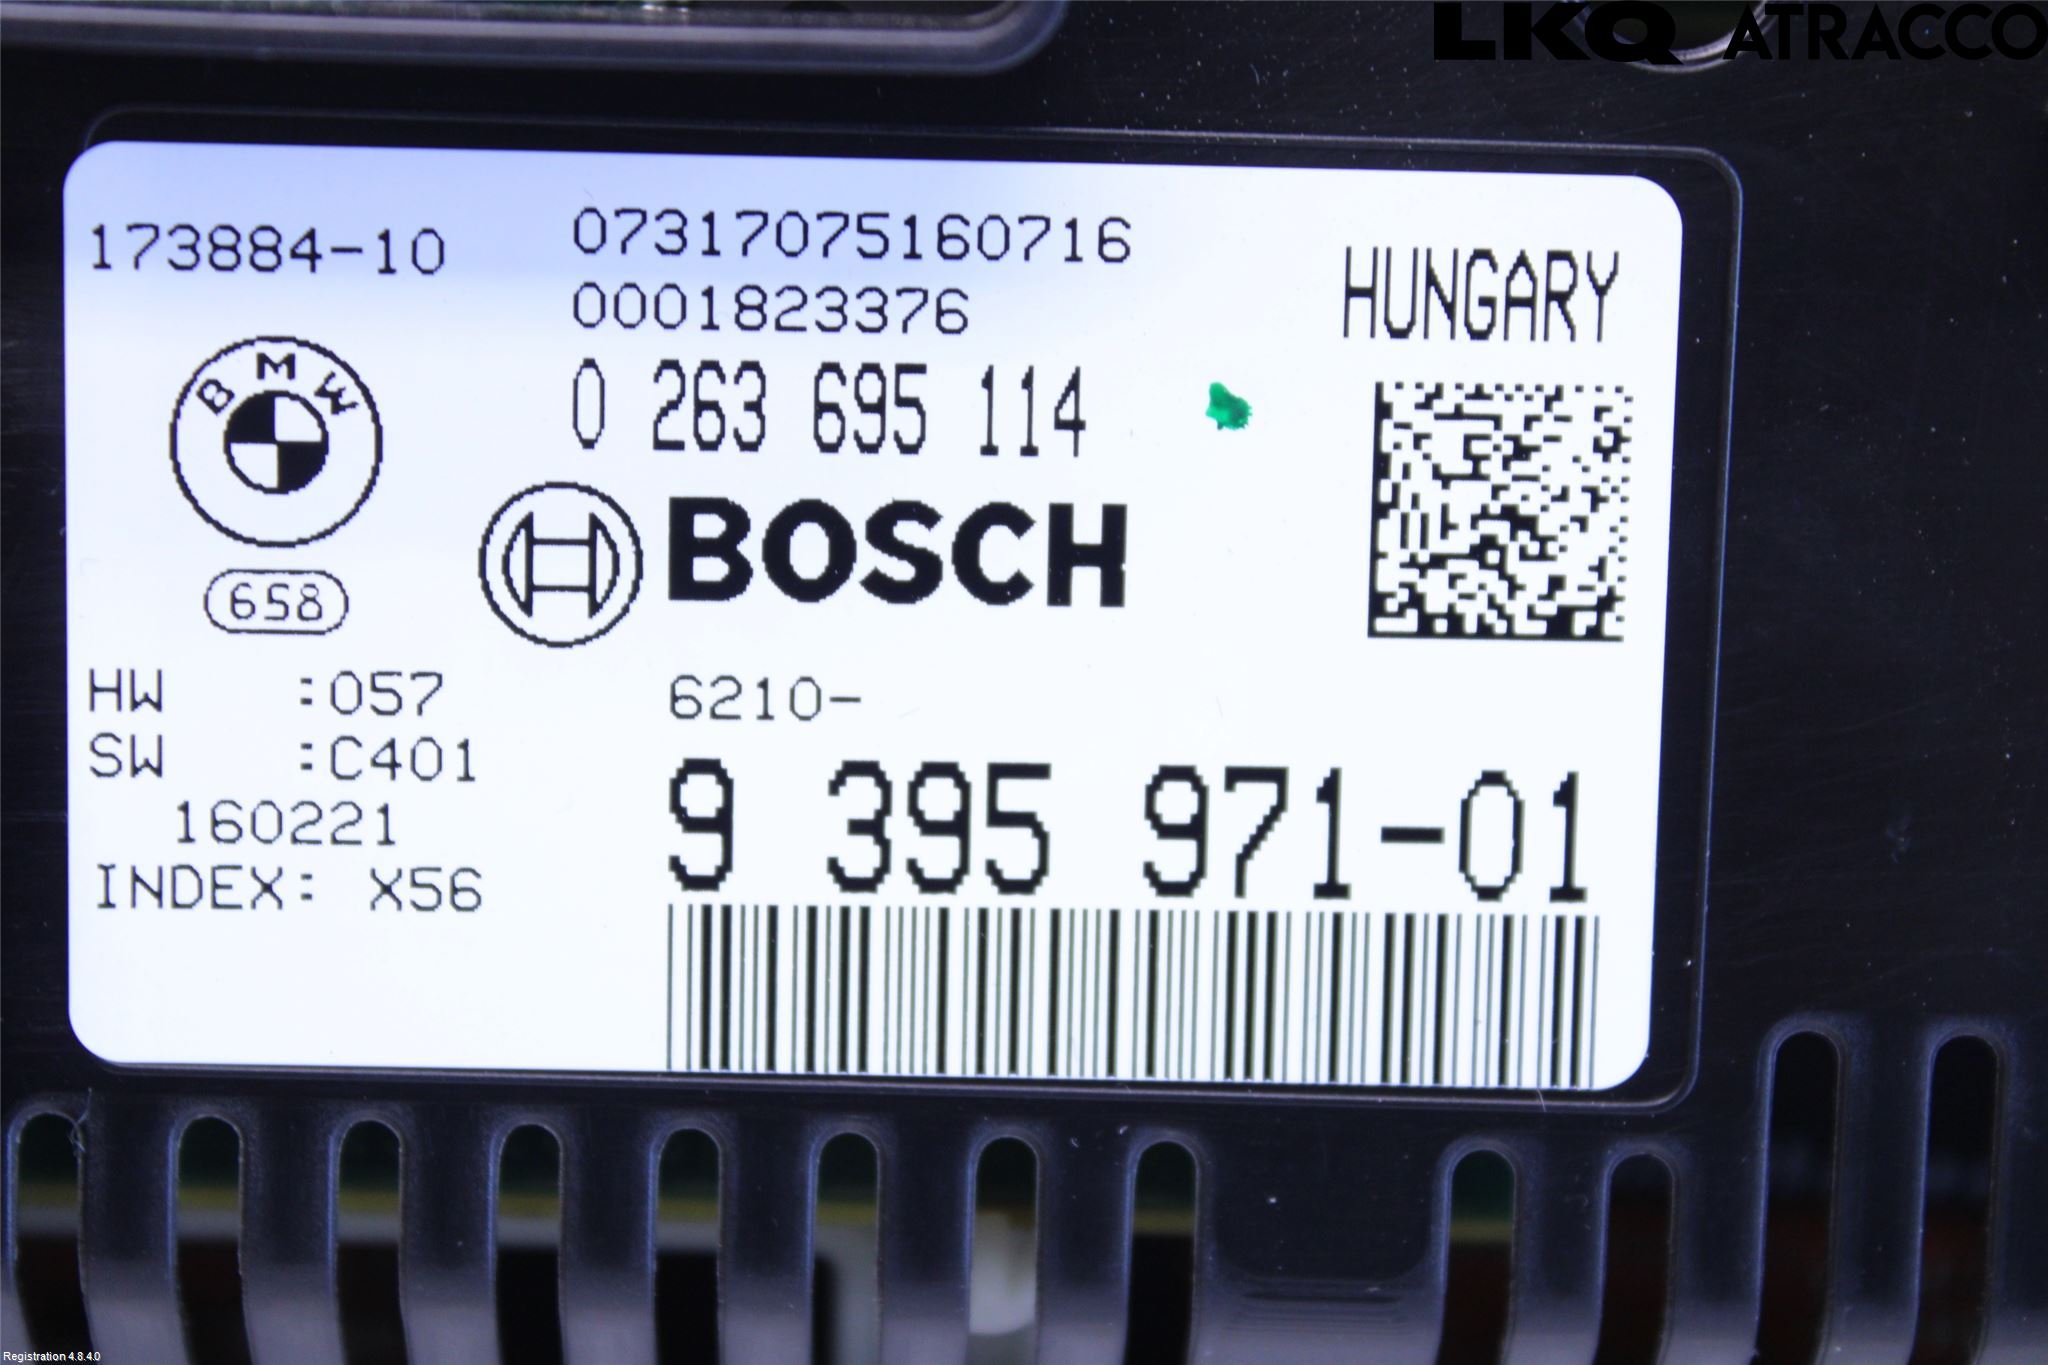 LKQ ATRACCO
173884-10
07317075160716
0001823376
HUNGARY
0 263 695 114
BMW
BOSCH
658
HW :057
SW :C401
160221
INDEX: X56
6210-
9 395 971-01
Registration 4.8.4.0